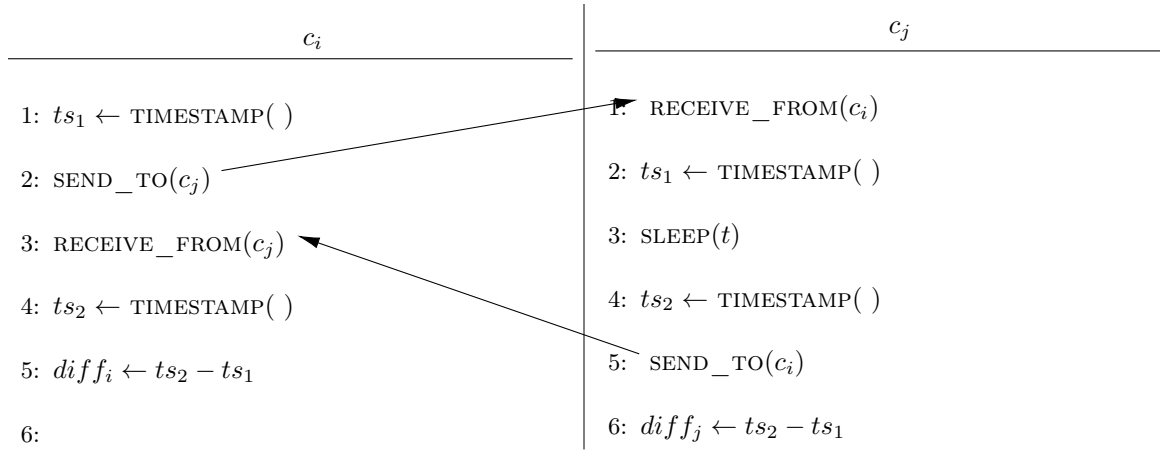 c_i
1: ts_1 ← TIMESTAMP( )
2: SEND_TO(c_j)
3: RECEIVE_FROM(c_j)
4: ts_2 ← TIMESTAMP( )
5: diff_i ← ts_2 − ts_1
6:
c_j
1: RECEIVE_FROM(c_i)
2: ts_1 ← TIMESTAMP( )
3: SLEEP(t)
4: ts_2 ← TIMESTAMP( )
5: SEND_TO(c_i)
6: diff_j ← ts_2 − ts_1